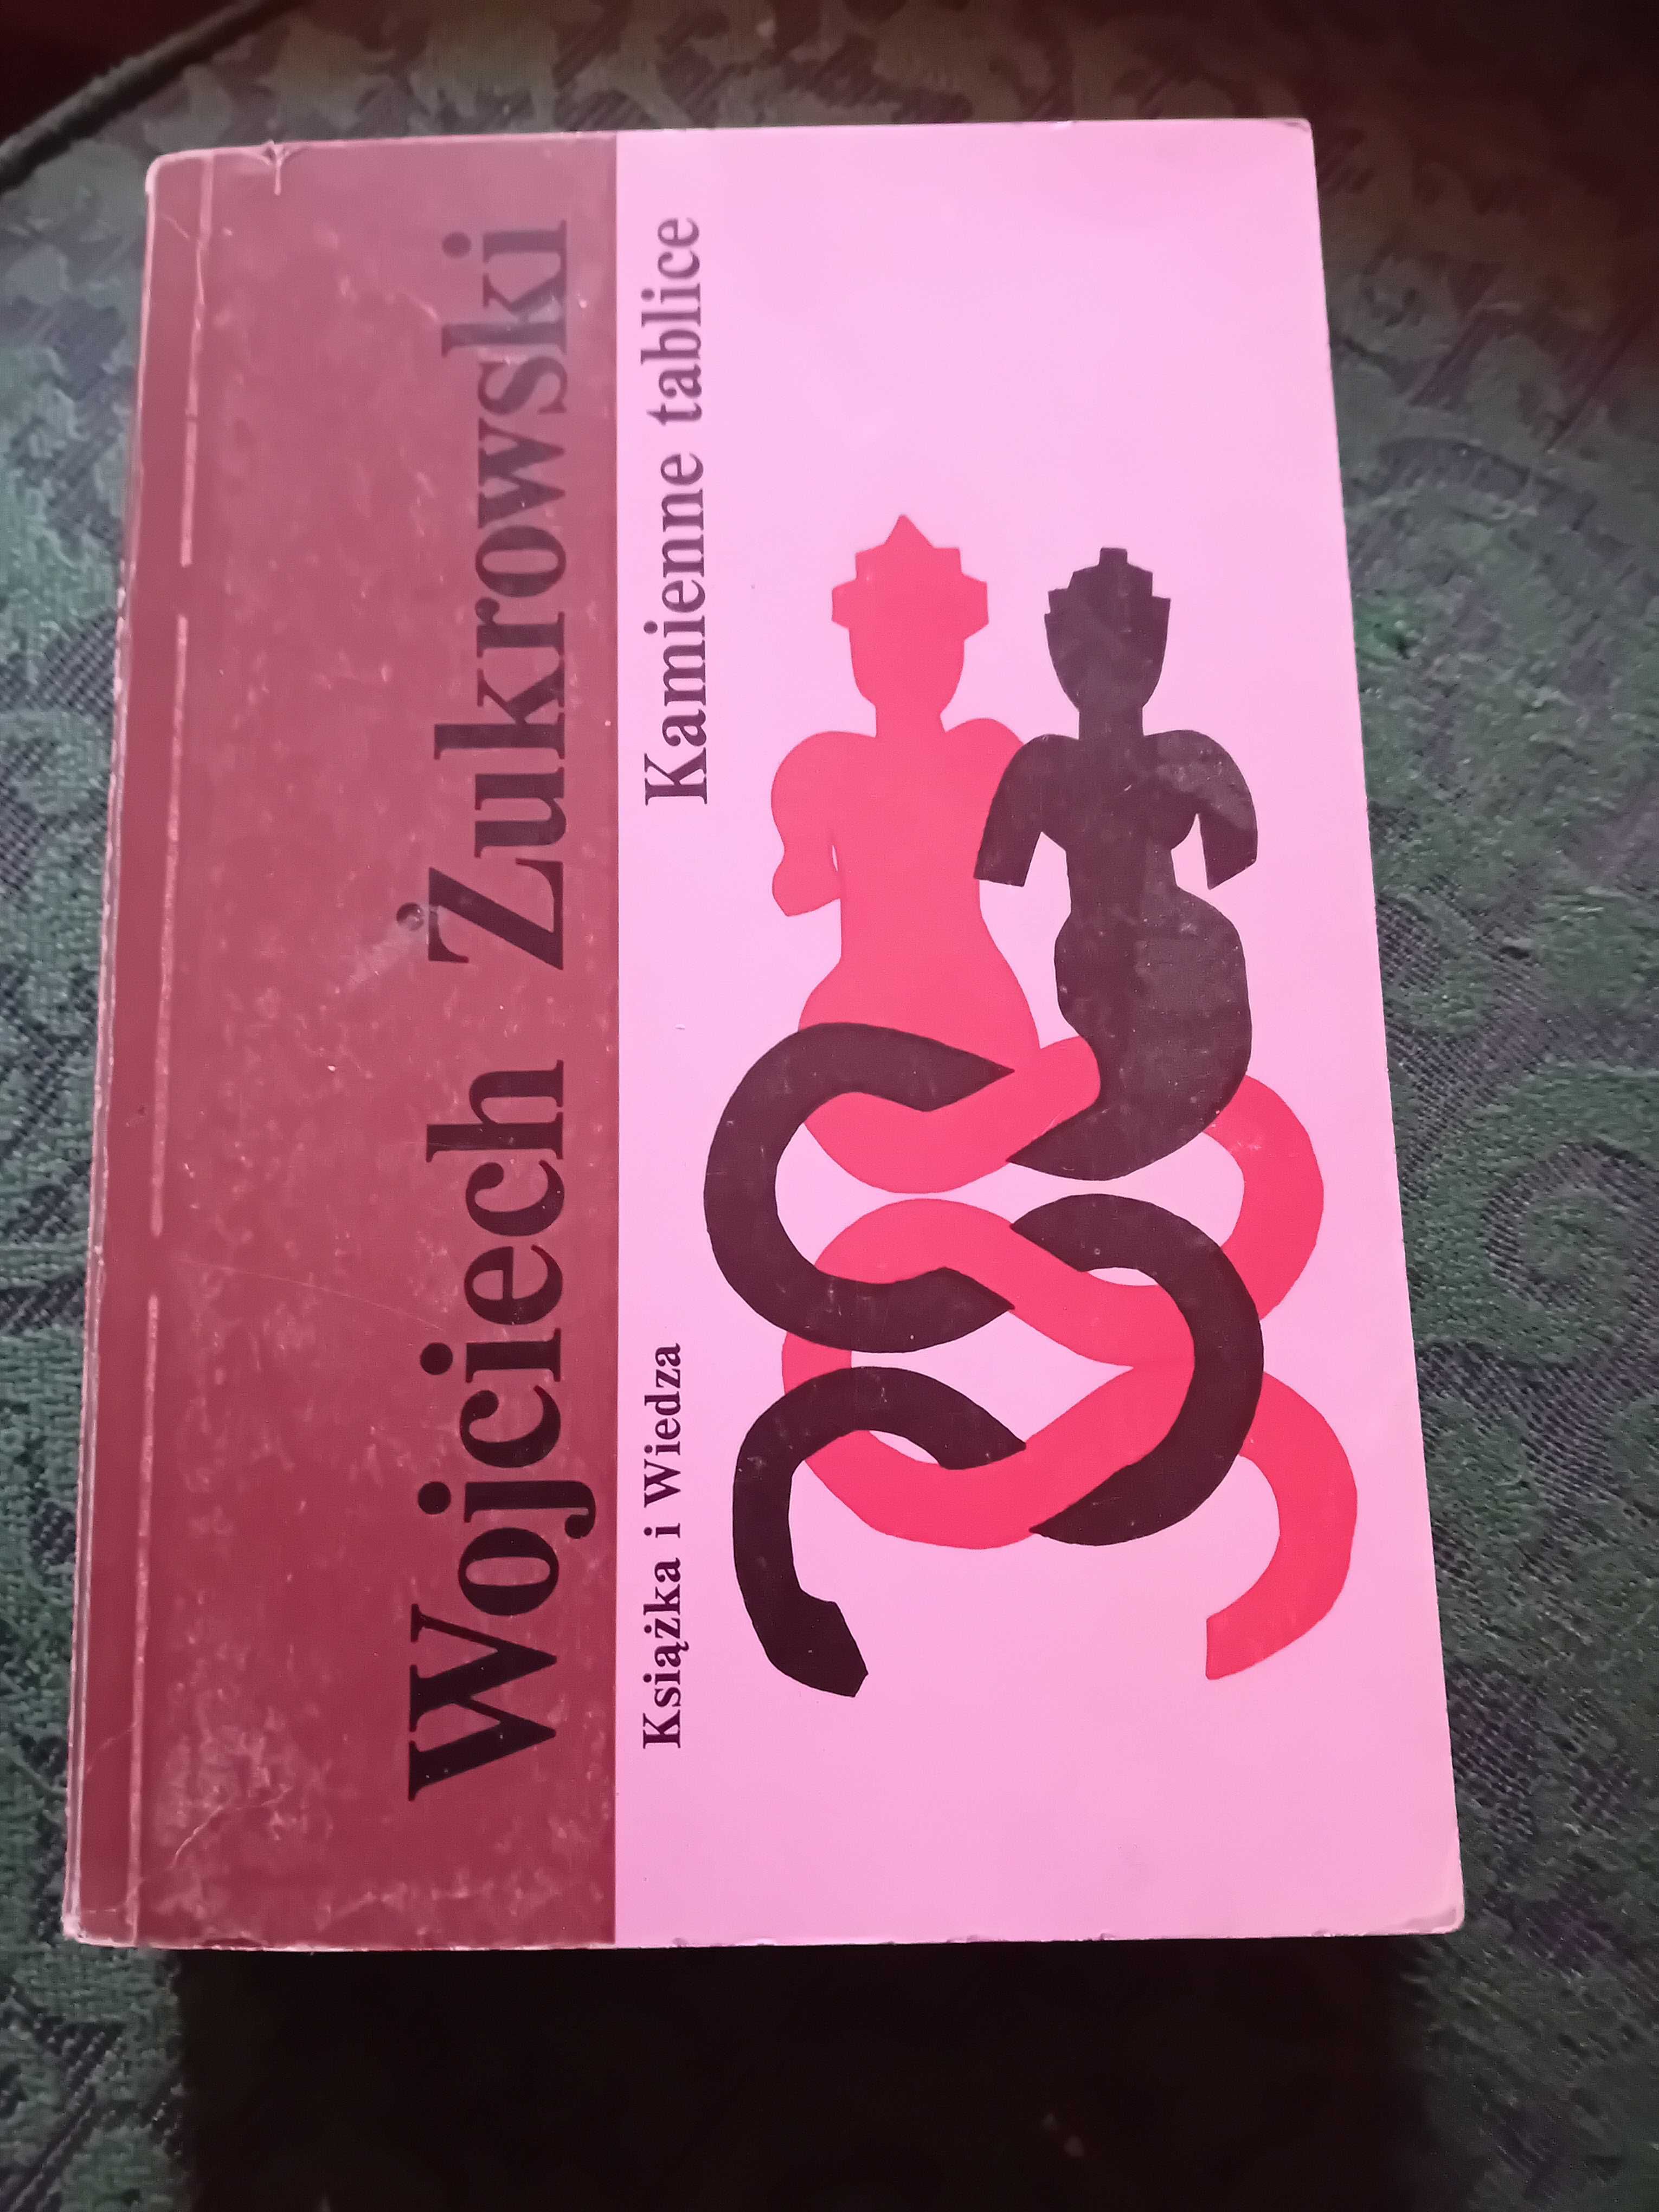 Wojciech Żukrowski
Książka i Wiedza
Kamienne tablice